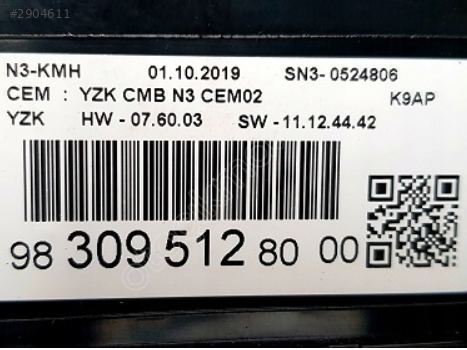 #2904611
N3-KMH 01.10.2019 SN3- 0524806
CEM : YZK CMB N3 CEM02 K9AP
YZK HW - 07.60.03 SW - 11.12.44.42
98 309 512 80 00